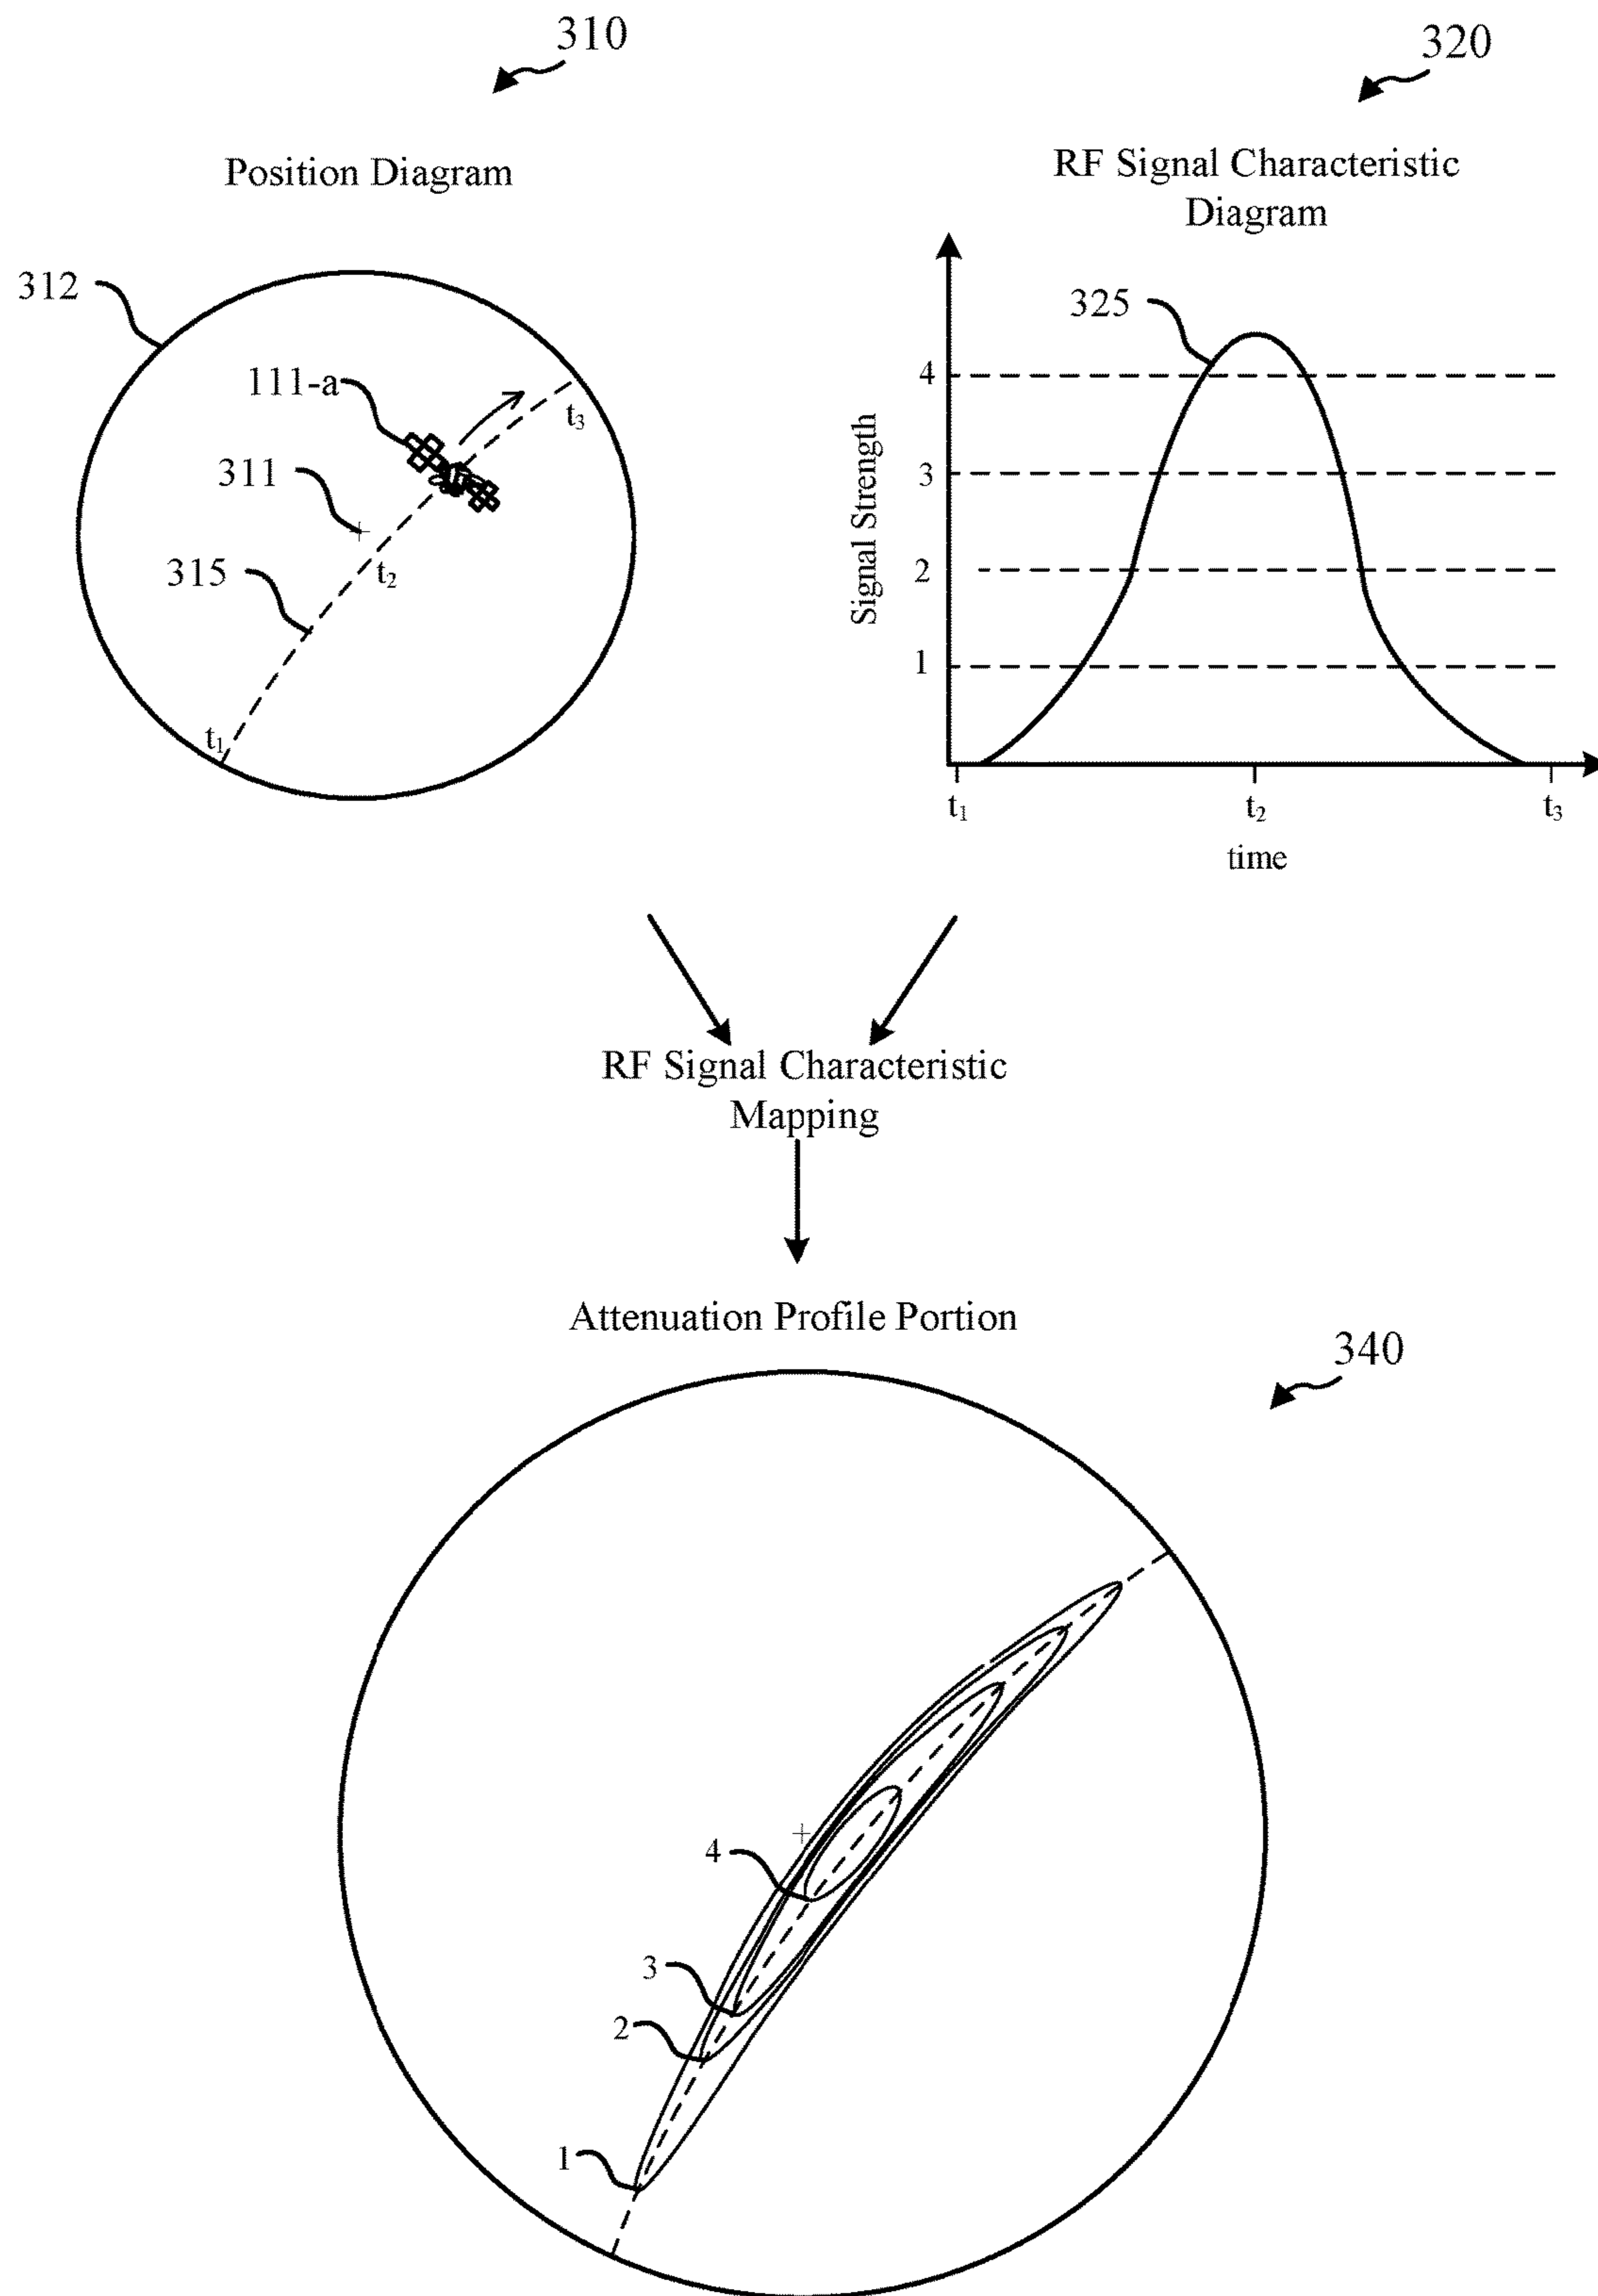 310
320
Position Diagram
RF Signal Characteristic
Diagram
312
111-a
311
315
t1
t2
t3
325
Signal Strength
4
3
2
1
t1
t2
t3
time
RF Signal Characteristic
Mapping
Attenuation Profile Portion
340
4
3
2
1